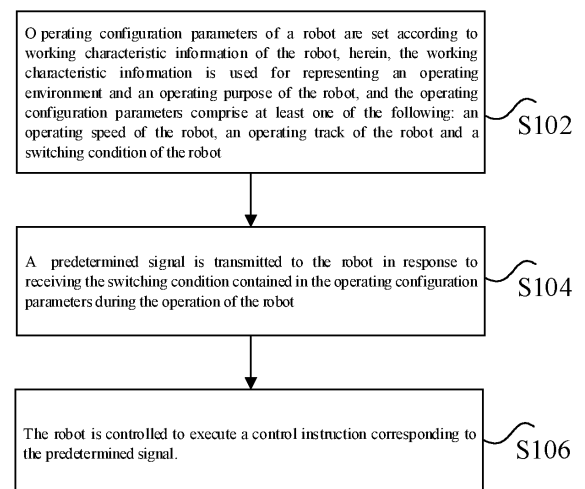 O perating configuration parameters of a robot are set according to
working characteristic information of the robot, herein, the working
characteristic information is used for representing an operating
environment and an operating purpose of the robot, and the operating
configuration parameters comprise at least one of the following: an
operating speed of the robot, an operating track of the robot and a
switching condition of the robot
S102
A predetermined signal is transmitted to the robot in response to
receiving the switching condition contained in the operating configuration
parameters during the operation of the robot
S104
The robot is controlled to execute a control instruction corresponding to
the predetermined signal.
S106